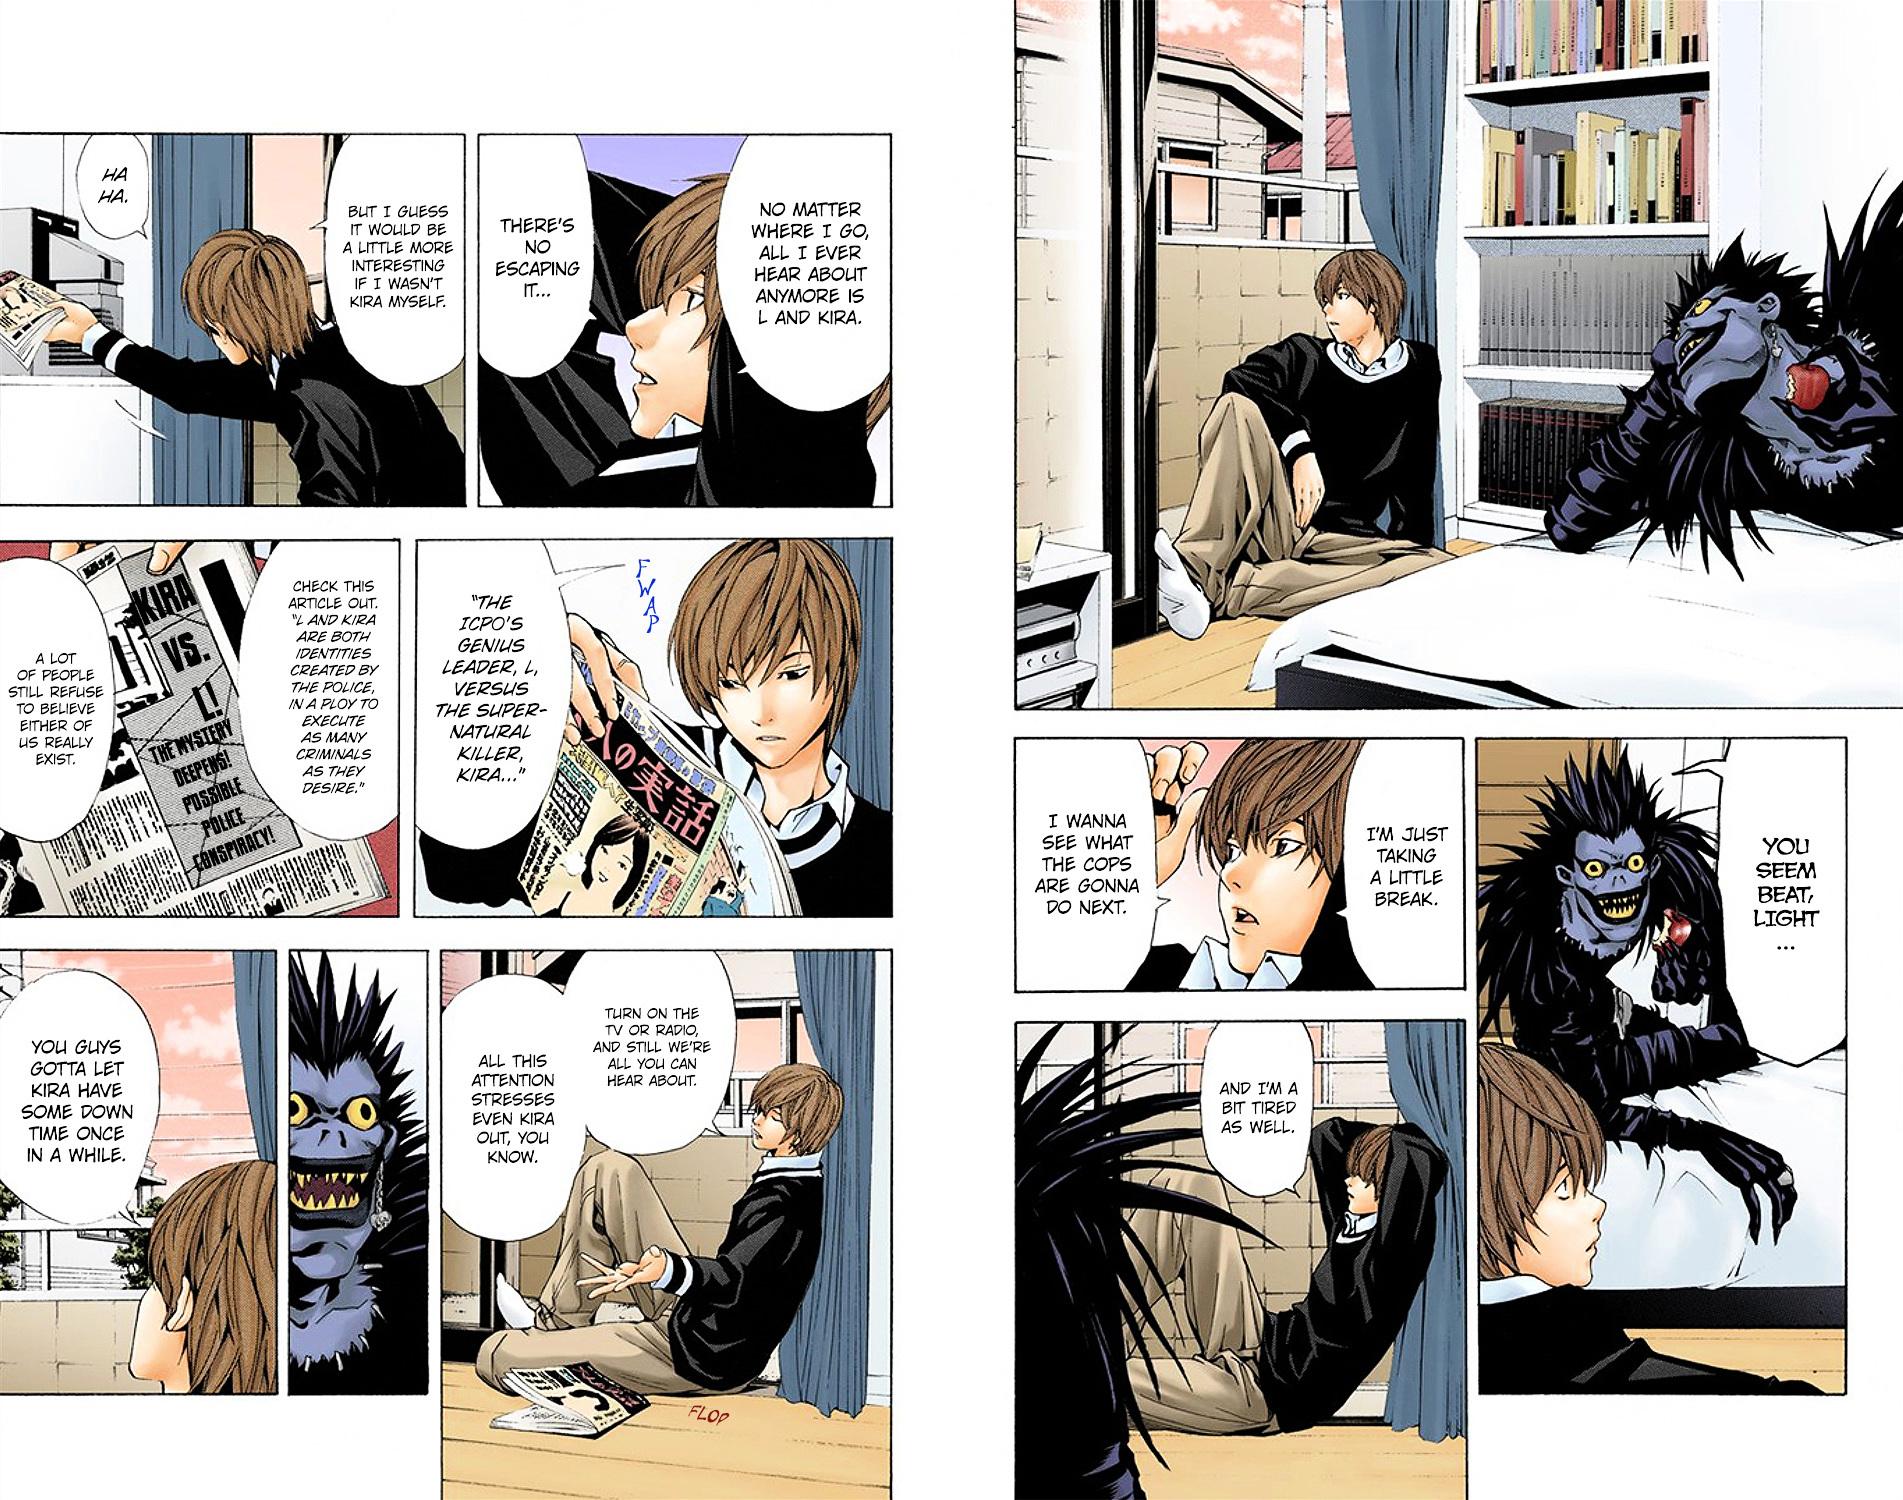 YOU
SEEM
BEAT,
LIGHT
...
I'M JUST
TAKING
A LITTLE
BREAK.
I WANNA
SEE WHAT
THE COPS
ARE GONNA
DO NEXT.
AND I'M A
BIT TIRED
AS WELL.
NO MATTER
WHERE I GO,
ALL I EVER
HEAR ABOUT
ANYMORE IS
L AND KIRA.
THERE'S
NO
ESCAPING
IT...
BUT I GUESS
IT WOULD BE
A LITTLE MORE
INTERESTING
IF I WASN'T
KIRA MYSELF.
HA
HA.
FWAP
"THE
ICPO'S
GENIUS
LEADER, L,
VERSUS
THE SUPER-
NATURAL
KILLER,
KIRA..."
の実話
CHECK THIS
ARTICLE OUT.
"L AND KIRA
ARE BOTH
IDENTITIES
CREATED BY
THE POLICE,
IN A PLOY TO
EXECUTE
AS MANY
CRIMINALS
AS THEY
DESIRE."
KIRA
VS.
L!
THE MYSTERY
DEEPENS!
POSSIBLE
POLICE
CONSPIRACY!
A LOT
OF PEOPLE
STILL REFUSE
TO BELIEVE
EITHER OF
US REALLY
EXIST.
TURN ON THE
TV OR RADIO,
AND STILL WE'RE
ALL YOU CAN
HEAR ABOUT.
ALL THIS
ATTENTION
STRESSES
EVEN KIRA
OUT, YOU
KNOW.
FLOP
YOU GUYS
GOTTA LET
KIRA HAVE
SOME DOWN
TIME ONCE
IN A WHILE.